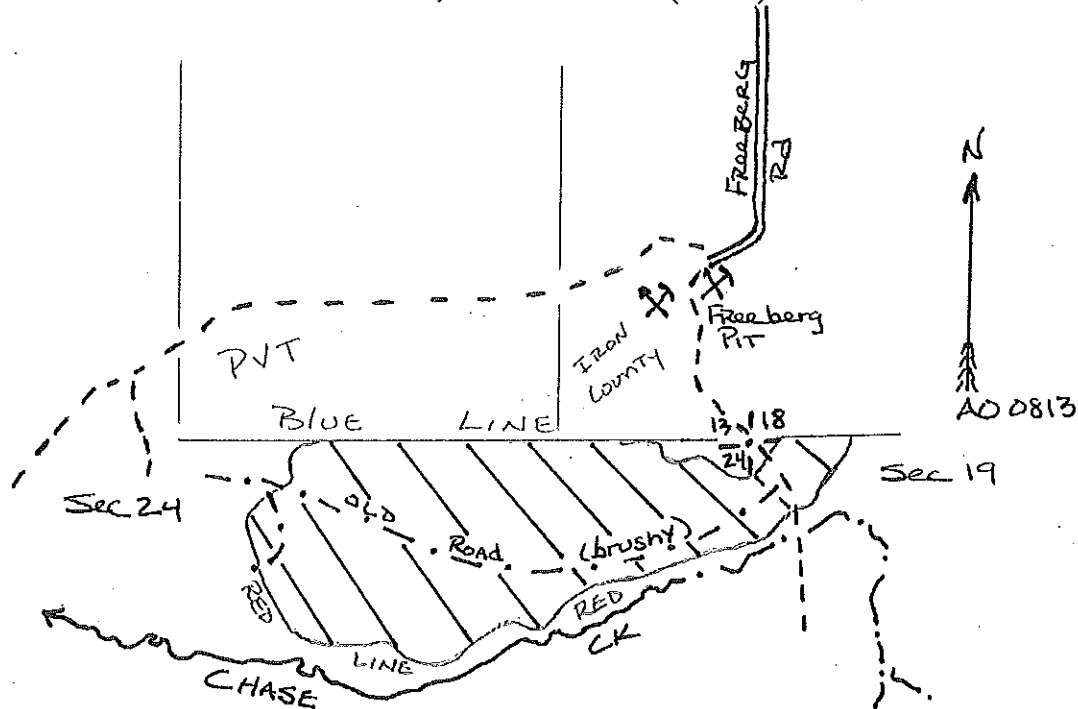 FREEBERG
Rd
N
Freeberg
PIT
IRON
COUNTY
PVT
AO 0813
BLUE LINE
13 18
24
Sec 19
Sec 24
OLD
ROAD
(brushy)
RED
RED
LINE
CK
CHASE